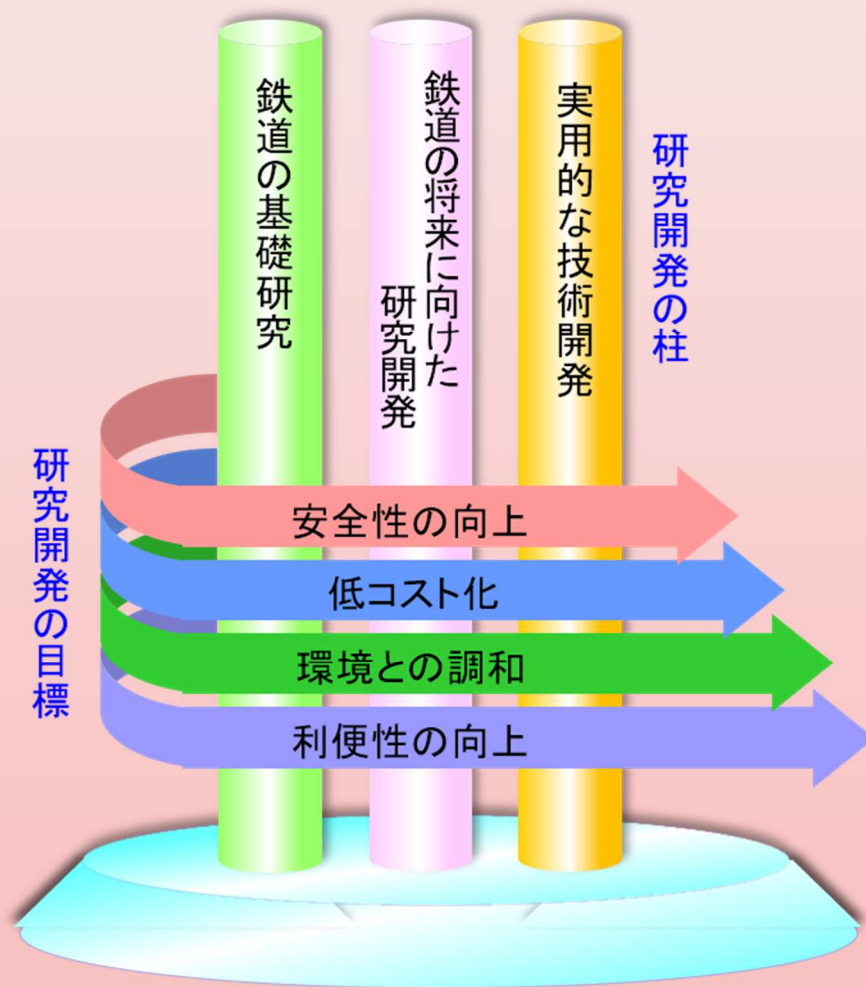 研究開発の柱
実用的な技術開発
鉄道の将来に向けた
研究開発
鉄道の基礎研究
研究開発の目標
安全性の向上
低コスト化
環境との調和
利便性の向上